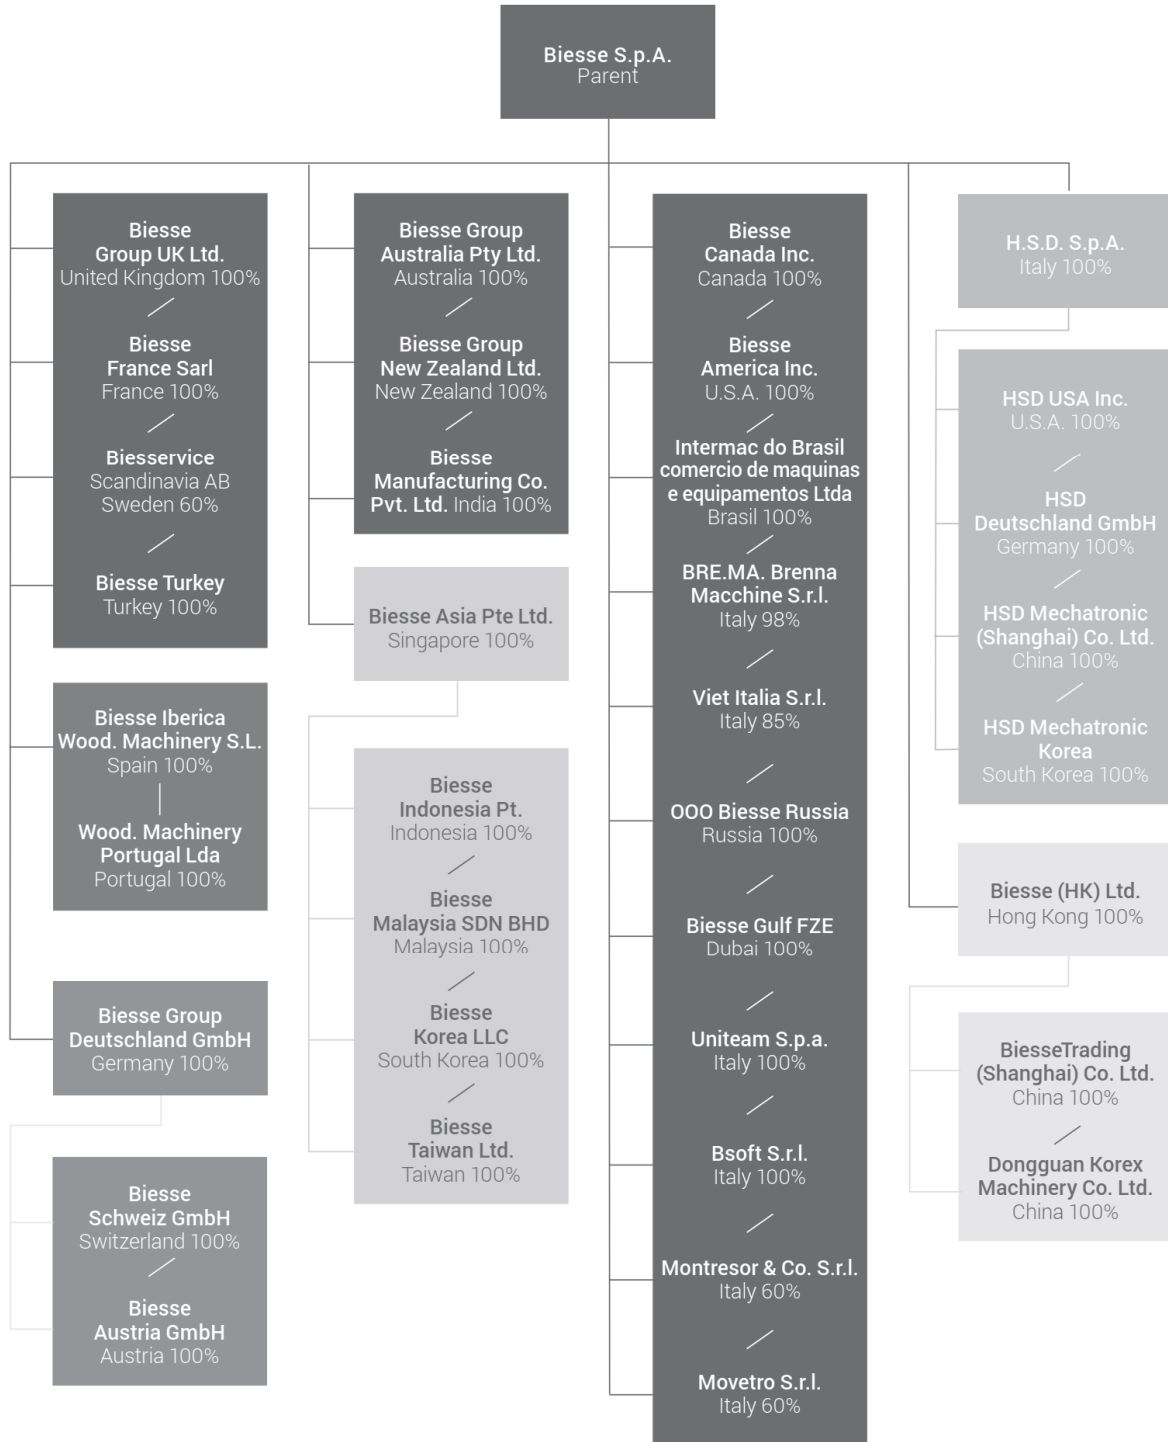 Biesse S.p.A.
Parent
Biesse
Group UK Ltd.
United Kingdom 100%
Biesse
France Sarl
France 100%
Biesservice
Scandinavia AB
Sweden 60%
Biesse Turkey
Turkey 100%
Biesse Iberica
Wood. Machinery S.L.
Spain 100%
Wood. Machinery
Portugal Lda
Portugal 100%
Biesse Group
Deutschland GmbH
Germany 100%
Biesse
Schweiz GmbH
Switzerland 100%
Biesse
Austria GmbH
Austria 100%
Biesse Group
Australia Pty Ltd.
Australia 100%
Biesse Group
New Zealand Ltd.
New Zealand 100%
Biesse
Manufacturing Co.
Pvt. Ltd. India 100%
Biesse Asia Pte Ltd.
Singapore 100%
Biesse
Indonesia Pt.
Indonesia 100%
Biesse
Malaysia SDN BHD
Malaysia 100%
Biesse
Korea LLC
South Korea 100%
Biesse
Taiwan Ltd.
Taiwan 100%
Biesse
Canada Inc.
Canada 100%
Biesse
America Inc.
U.S.A. 100%
Intermac do Brasil
comercio de maquinas
e equipamentos Ltda
Brasil 100%
BRE.MA. Brenna
Macchine S.r.l.
Italy 98%
Viet Italia S.r.l.
Italy 85%
OOO Biesse Russia
Russia 100%
Biesse Gulf FZE
Dubai 100%
Uniteam S.p.a.
Italy 100%
Bsoft S.r.l.
Italy 100%
Montresor & Co. S.r.l.
Italy 60%
Movetro S.r.l.
Italy 60%
H.S.D. S.p.A.
Italy 100%
HSD USA Inc.
U.S.A. 100%
HSD
Deutschland GmbH
Germany 100%
HSD Mechatronic
(Shanghai) Co. Ltd.
China 100%
HSD Mechatronic
Korea
South Korea 100%
Biesse (HK) Ltd.
Hong Kong 100%
BiesseTrading
(Shanghai) Co. Ltd.
China 100%
Dongguan Korex
Machinery Co. Ltd.
China 100%